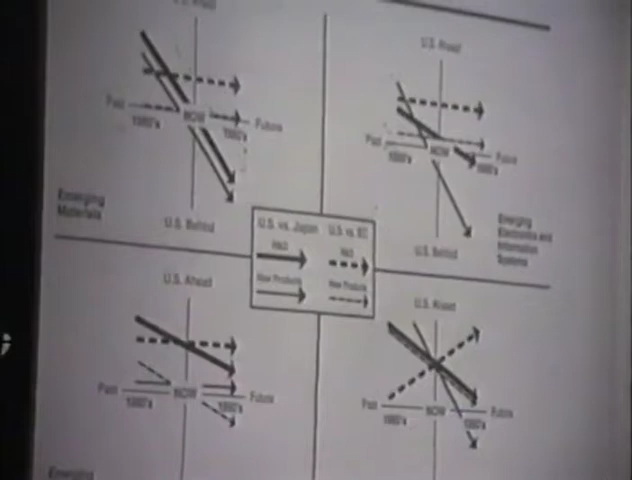 U.S. Ahead
U.S. Ahead
Past
NOW
Future
1980's
1990's
Past
NOW
Future
1980's
1990's
Emerging
Materials
U.S. Behind
U.S. vs. Japan
U.S. vs. EC
R&D
R&D
New Products
New Products
U.S. Behind
Emerging
Electronics and
Information
Systems
U.S. Ahead
U.S. Ahead
Past
NOW
Future
1980's
1990's
Past
NOW
Future
1980's
1990's
Emerging